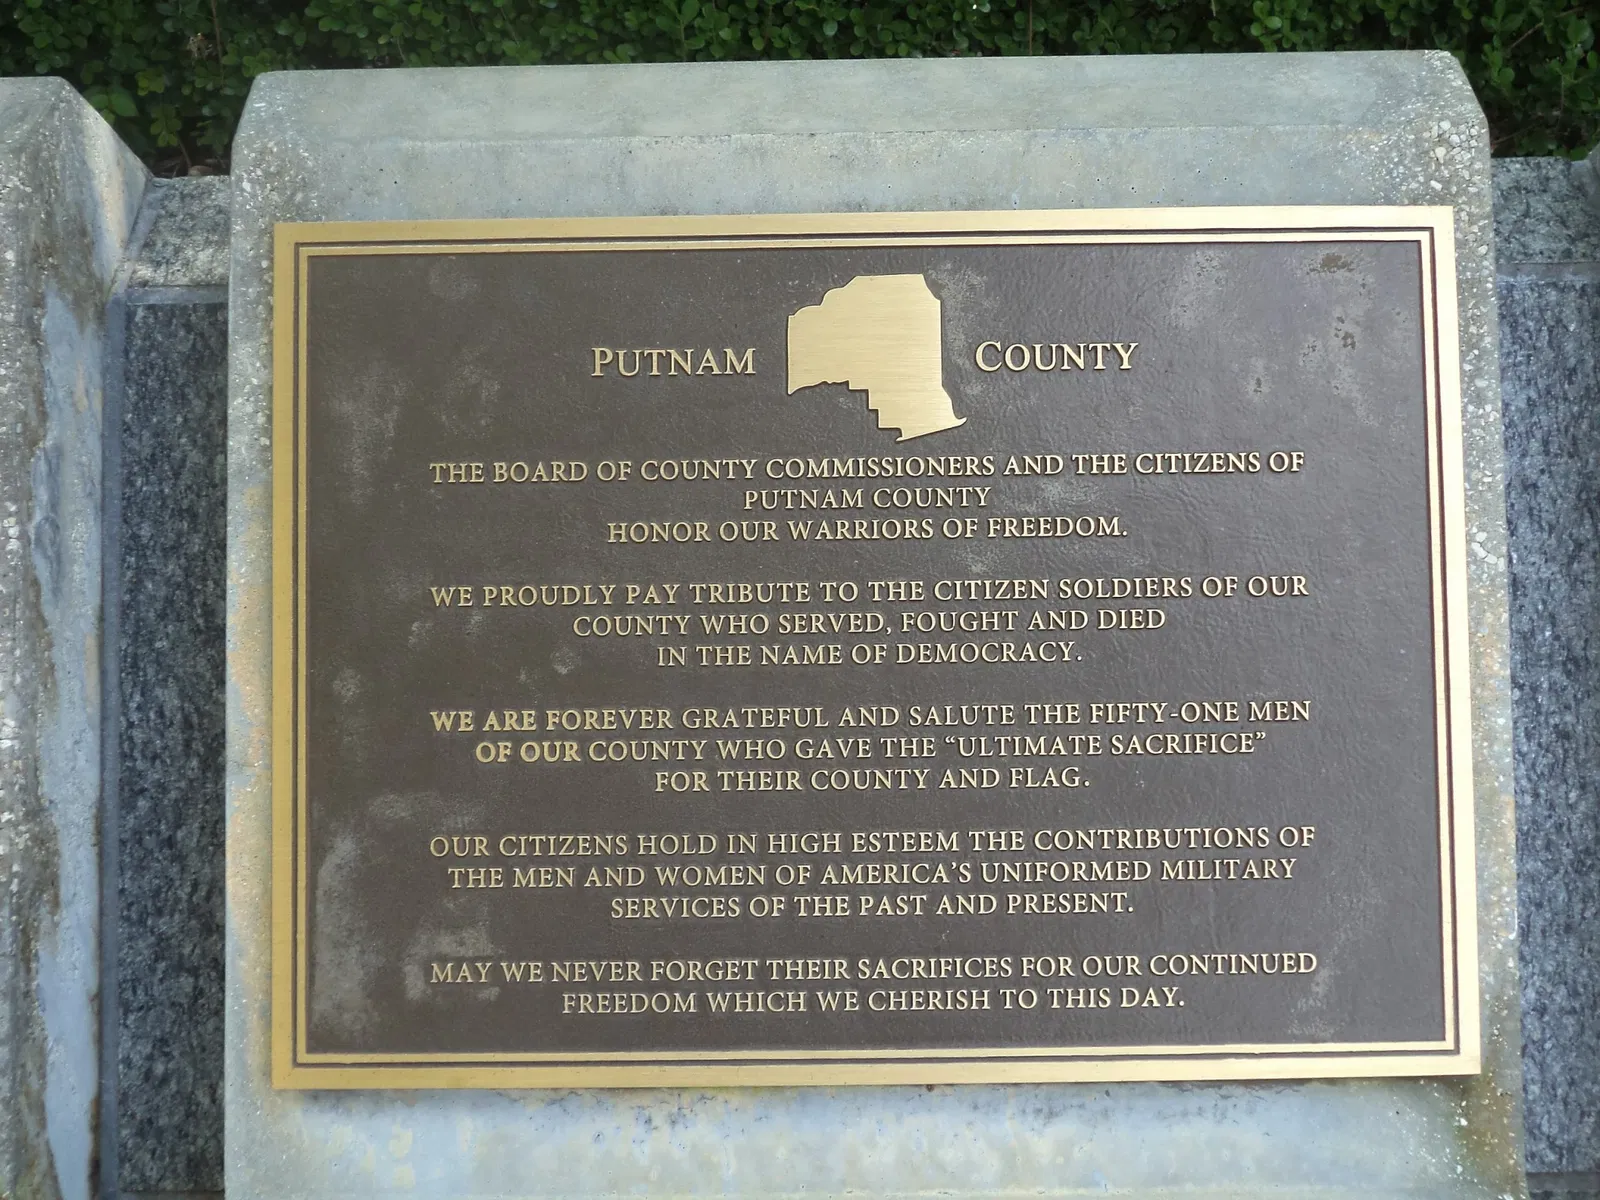 PUTNAM COUNTY
THE BOARD OF COUNTY COMMISSIONERS AND THE CITIZENS OF
PUTNAM COUNTY
HONOR OUR WARRIORS OF FREEDOM.
WE PROUDLY PAY TRIBUTE TO THE CITIZEN SOLDIERS OF OUR
COUNTY WHO SERVED, FOUGHT AND DIED
IN THE NAME OF DEMOCRACY.
WE ARE FOREVER GRATEFUL AND SALUTE THE FIFTY-ONE MEN
OF OUR COUNTY WHO GAVE THE “ULTIMATE SACRIFICE”
FOR THEIR COUNTY AND FLAG.
OUR CITIZENS HOLD IN HIGH ESTEEM THE CONTRIBUTIONS OF
THE MEN AND WOMEN OF AMERICA’S UNIFORMED MILITARY
SERVICES OF THE PAST AND PRESENT.
MAY WE NEVER FORGET THEIR SACRIFICES FOR OUR CONTINUED
FREEDOM WHICH WE CHERISH TO THIS DAY.